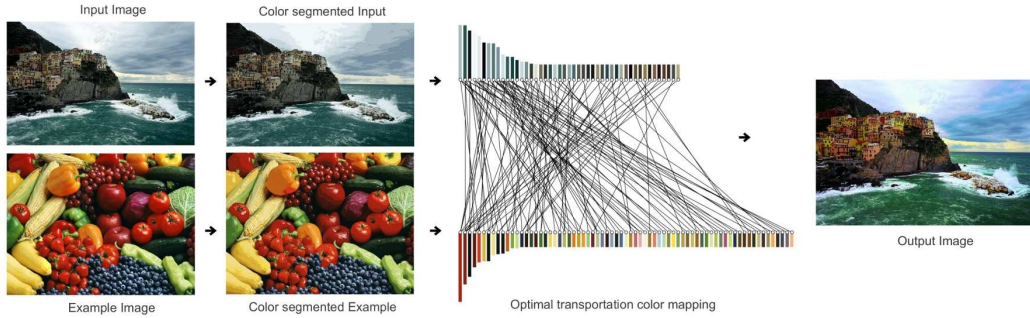 Input Image
Color segmented Input
Example Image
Color segmented Example
Optimal transportation color mapping
Output Image